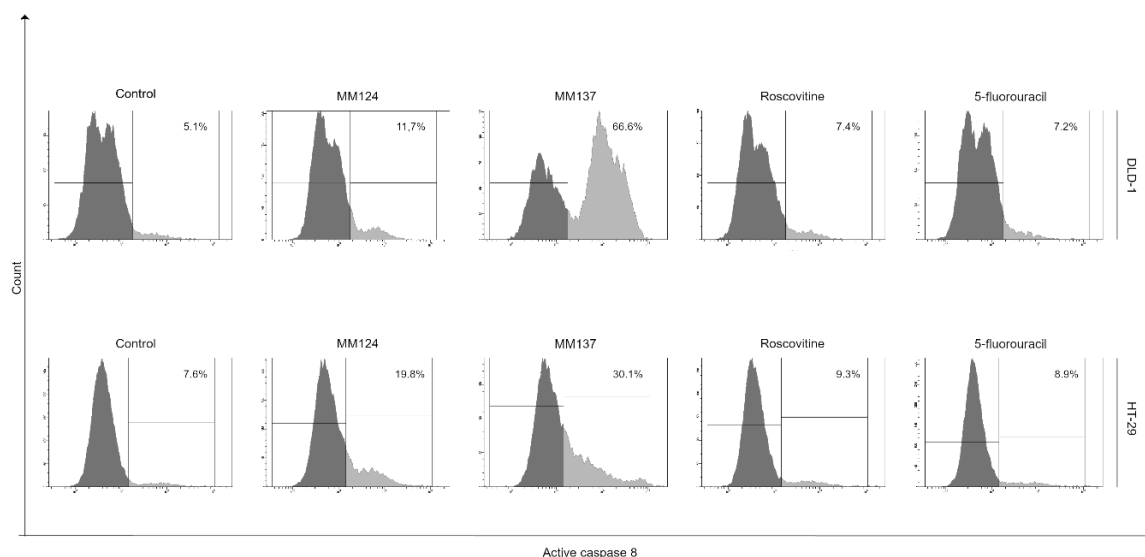 Control
MM124
MM137
Roscovitine
5-fluorouracil
5.1%
11,7%
66.6%
7.4%
7.2%
DLD-1
Count
Control
MM124
MM137
Roscovitine
5-fluorouracil
7.6%
19.8%
30.1%
9.3%
8.9%
HT-29
Active caspase 8